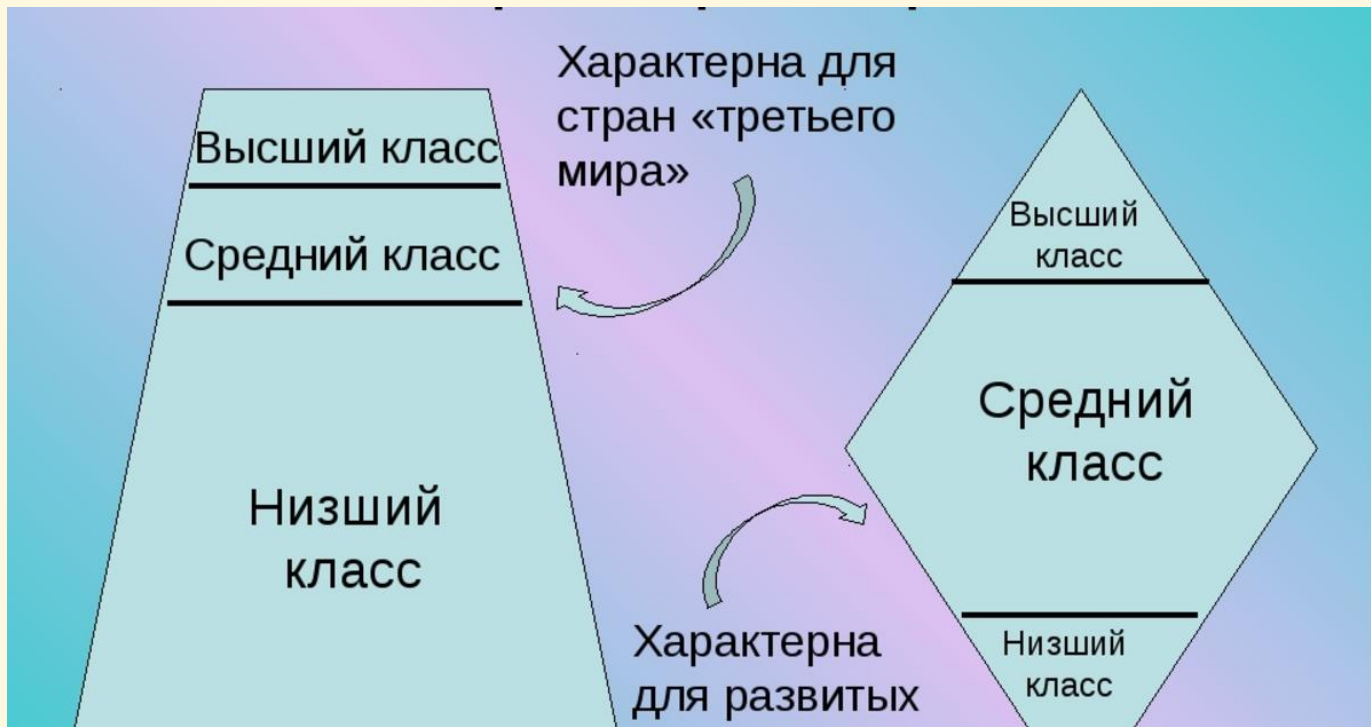 Высший класс
Средний класс
Низший
класс
Характерна для
стран «третьего
мира»
Характерна
для развитых
Высший
класс
Средний
класс
Низший
класс